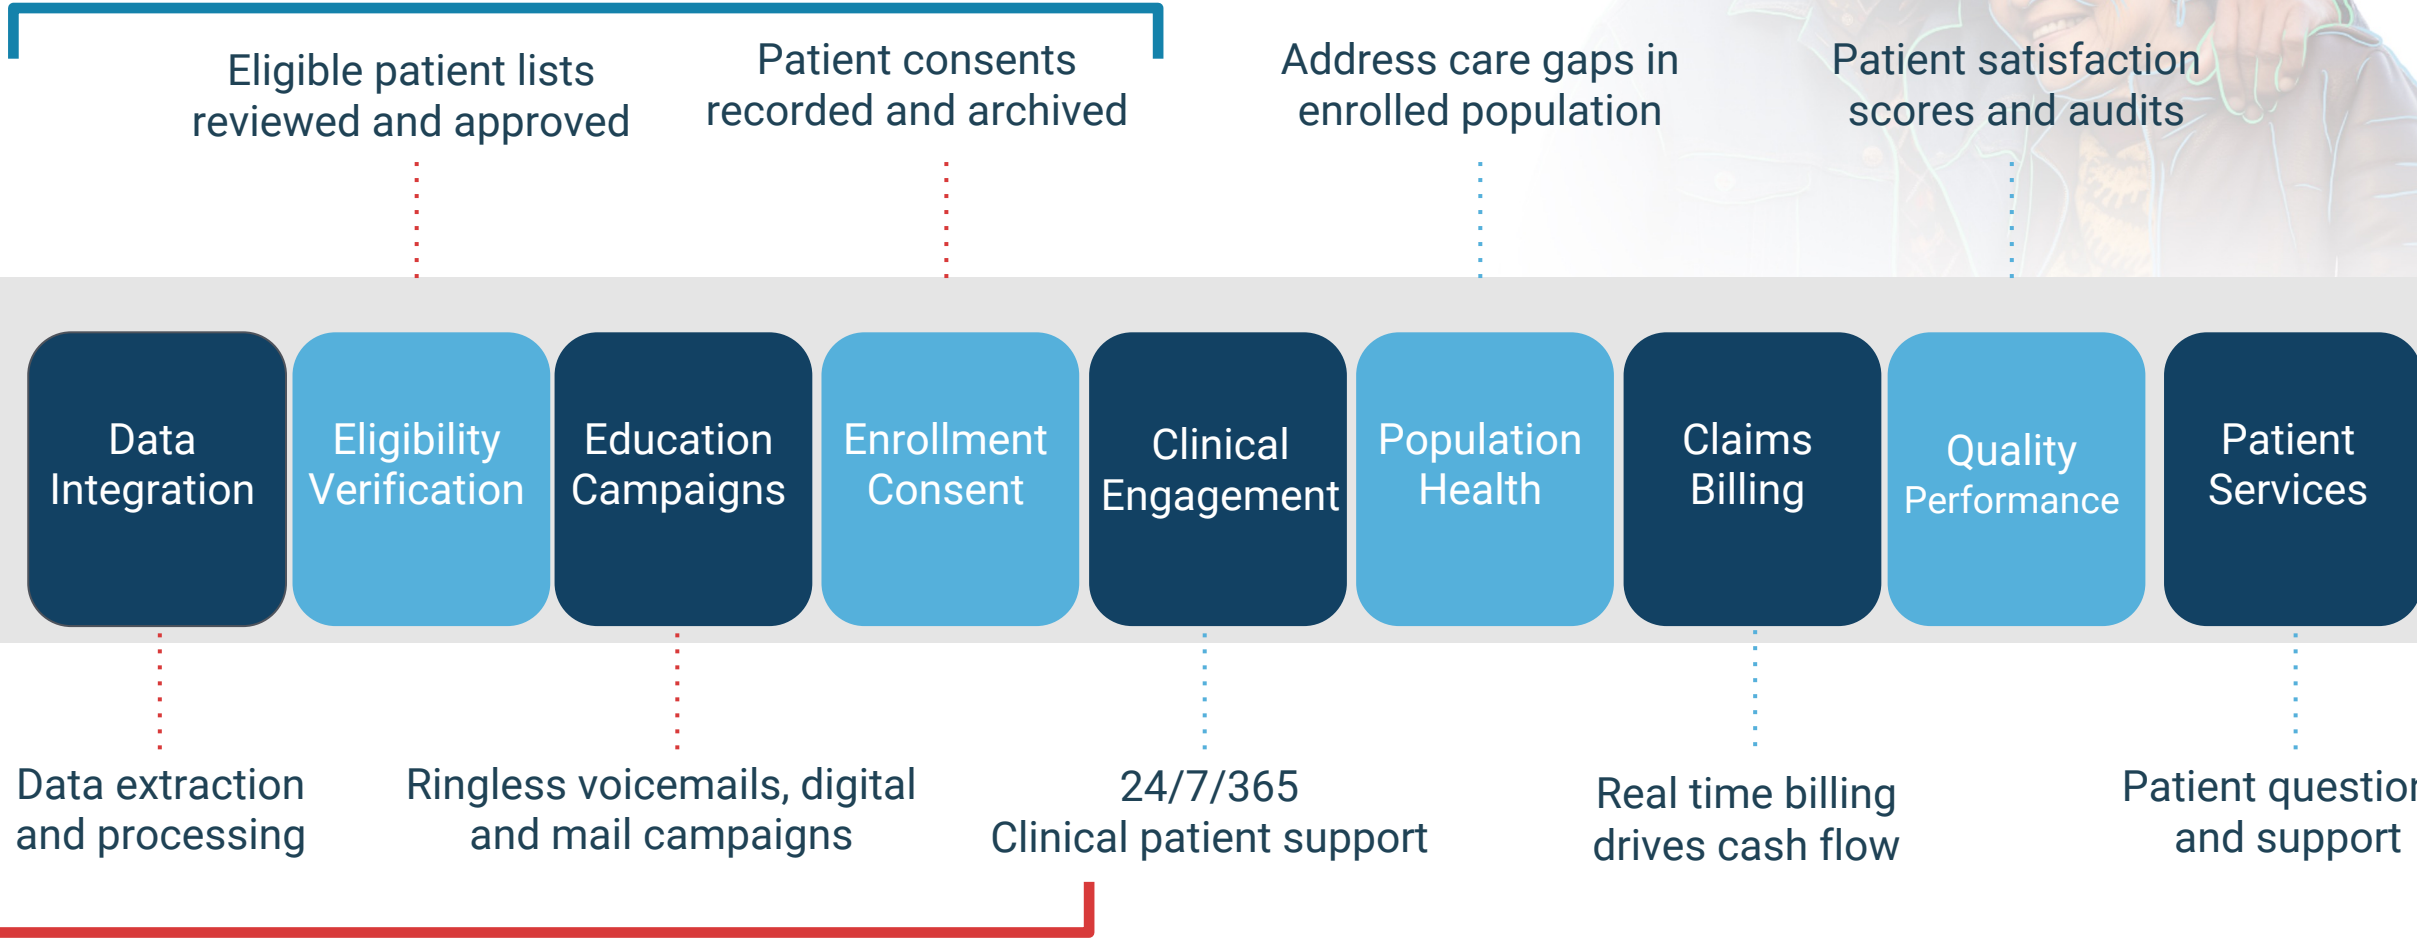 Eligible patient lists
reviewed and approved
Patient consents
recorded and archived
Address care gaps in
enrolled population
Patient satisfaction
scores and audits
Data
Integration
Eligibility
Verification
Education
Campaigns
Enrollment
Consent
Clinical
Engagement
Population
Health
Claims
Billing
Quality
Performance
Patient
Services
Data extraction
and processing
Ringless voicemails, digital
and mail campaigns
24/7/365
Clinical patient support
Real time billing
drives cash flow
Patient
and support